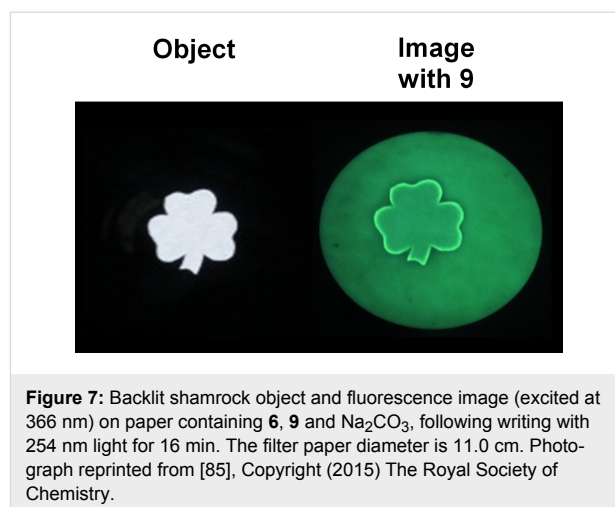 Object
Image
with 9
Figure 7: Backlit shamrock object and fluorescence image (excited at
366 nm) on paper containing 6, 9 and Na₂CO₃, following writing with
254 nm light for 16 min. The filter paper diameter is 11.0 cm. Photo-
graph reprinted from [85], Copyright (2015) The Royal Society of
Chemistry.